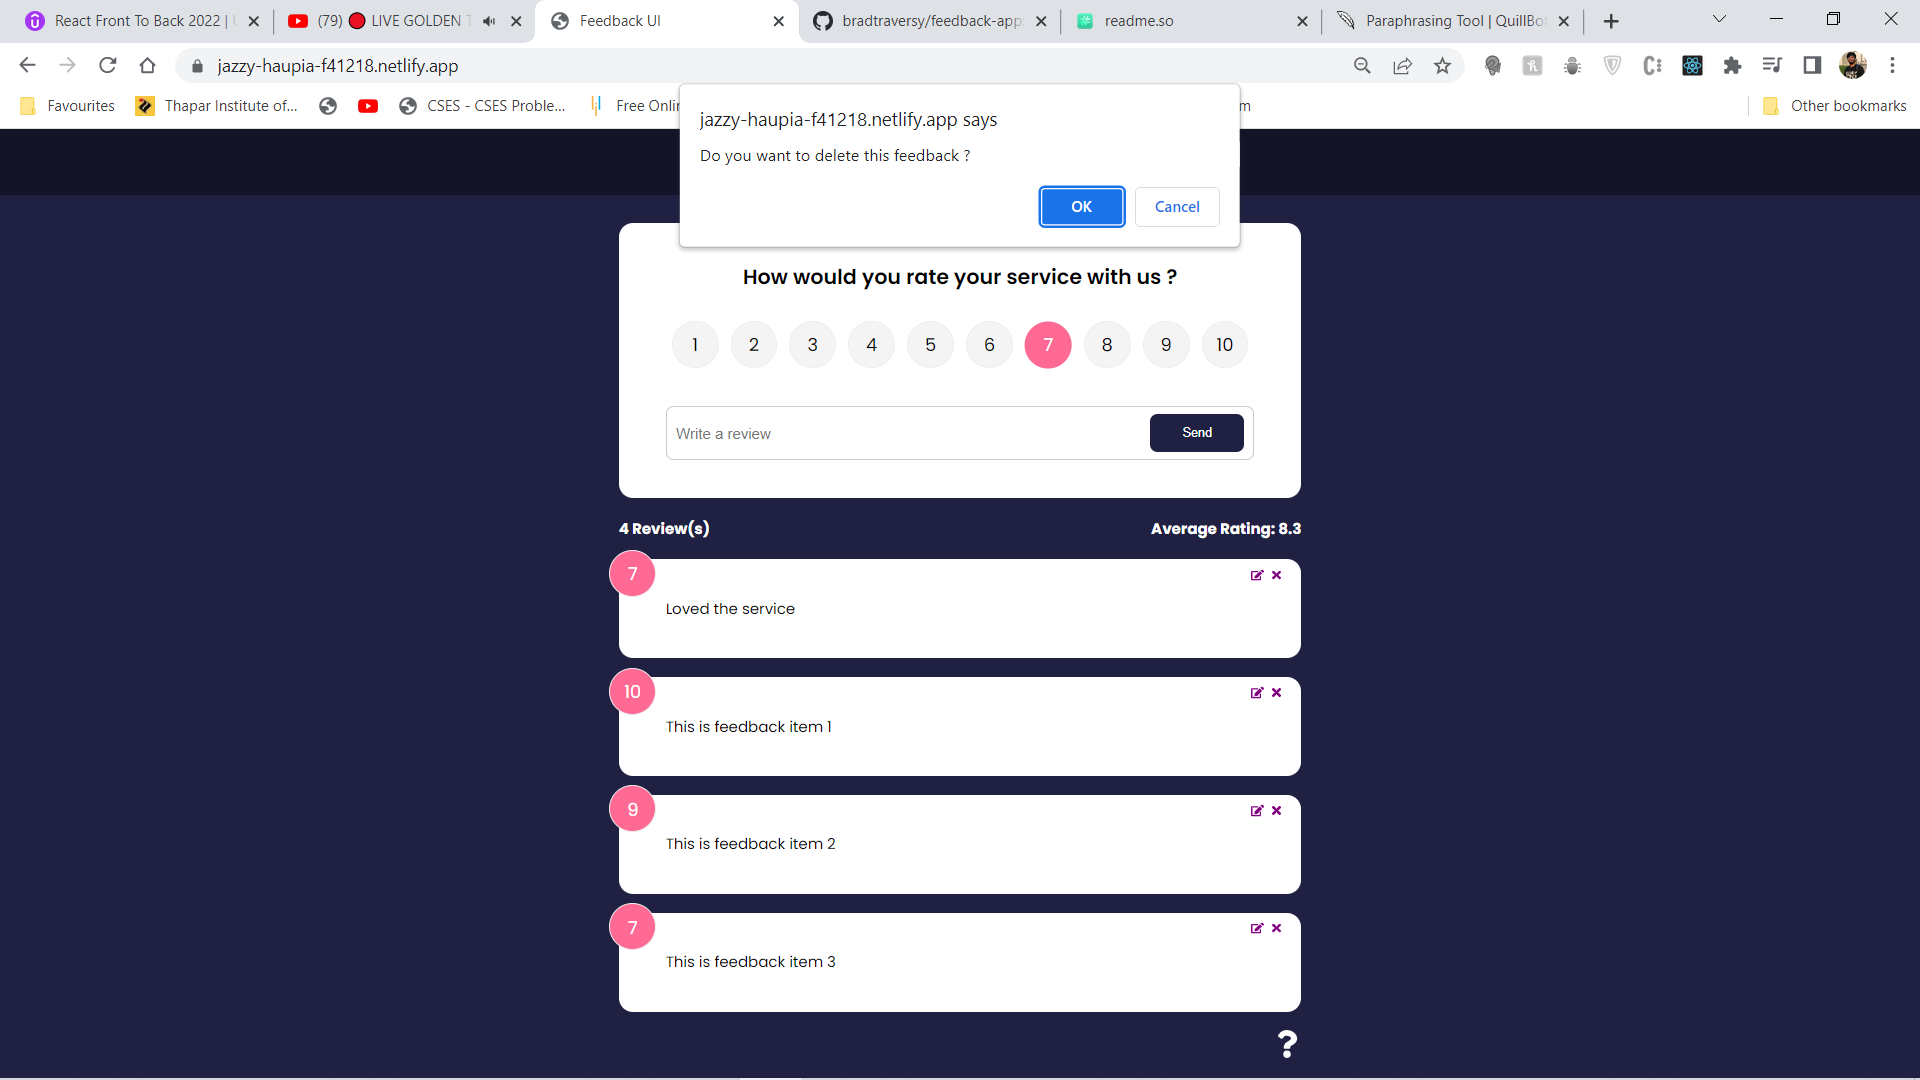 React Front To Back 2022 |
(79) 🔴 LIVE GOLDEN
Feedback UI
bradtraversy/feedback-app
readme.so
Paraphrasing Tool | QuillBot
jazzy-haupia-f41218.netlify.app
Favourites
Thapar Institute of...
CSES - CSES Proble...
Free Onlin
m
Other bookmarks
jazzy-haupia-f41218.netlify.app says
Do you want to delete this feedback ?
OK
Cancel
How would you rate your service with us ?
1 2 3 4 5 6 7 8 9 10
Write a review
Send
4 Review(s)
Average Rating: 8.3
7
Loved the service
10
This is feedback item 1
9
This is feedback item 2
7
This is feedback item 3
?